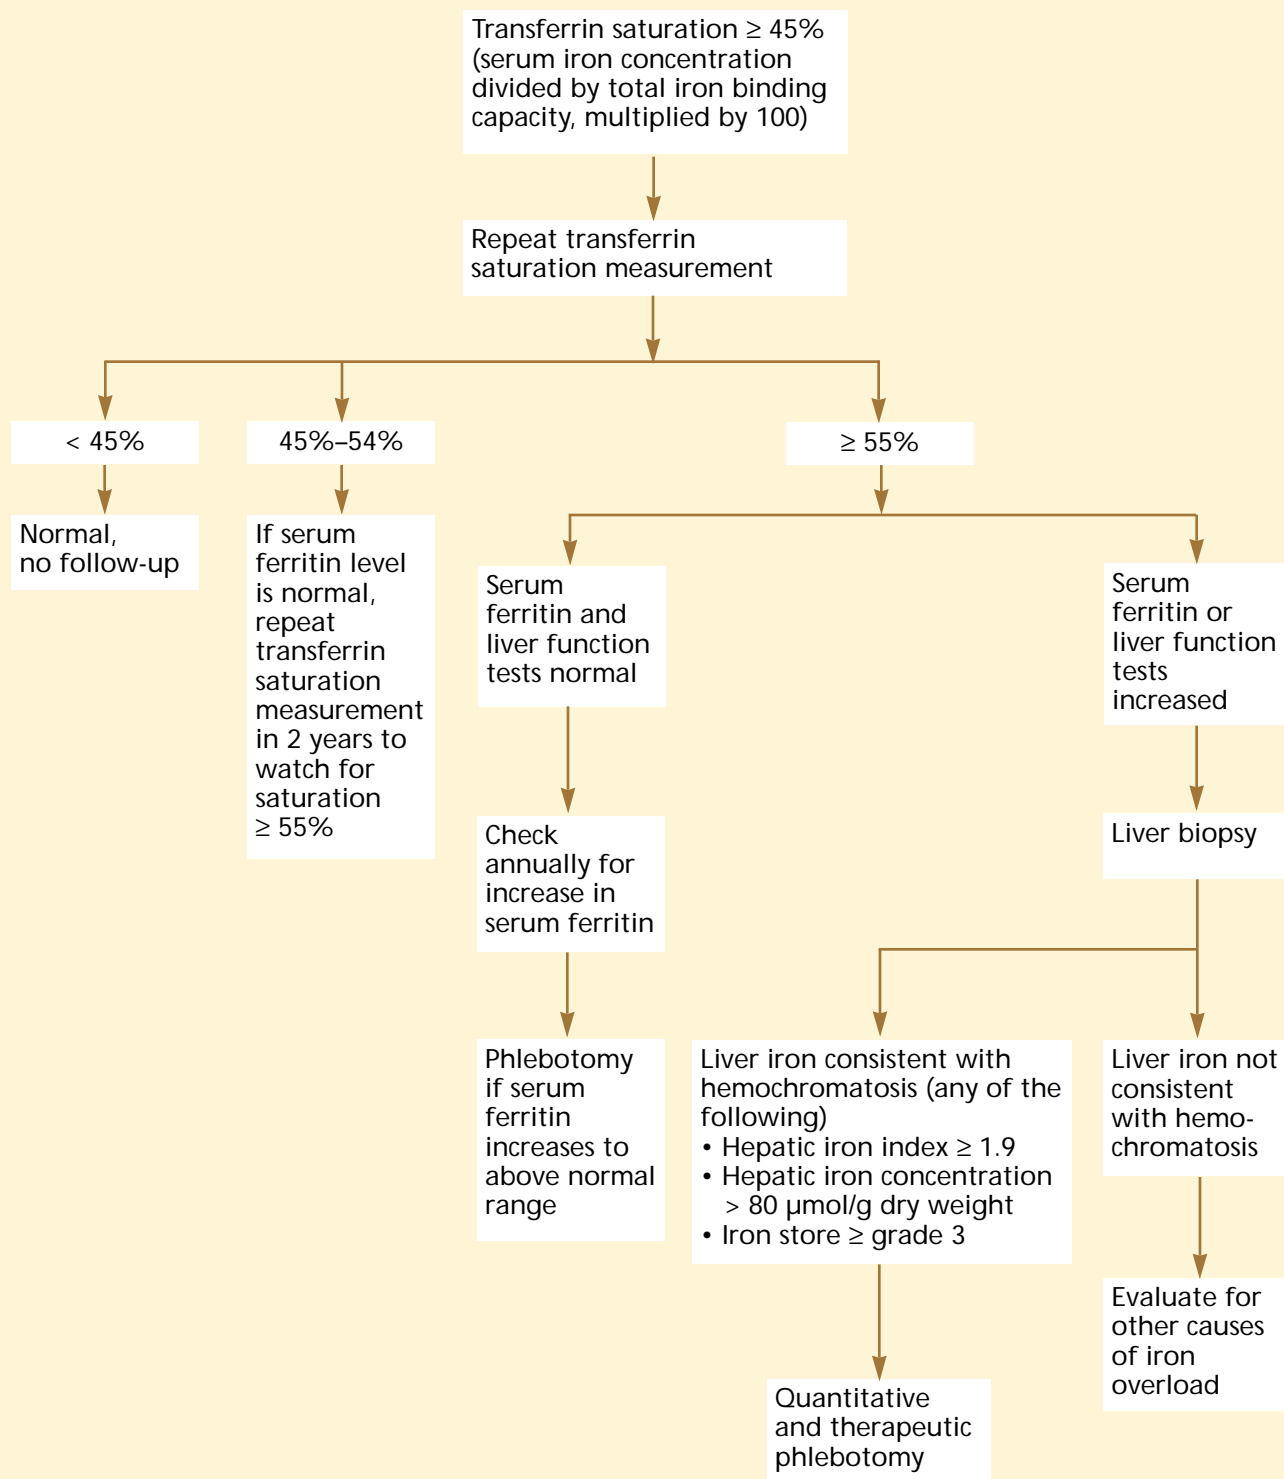 Transferrin saturation ≥ 45%
(serum iron concentration
divided by total iron binding
capacity, multiplied by 100)
Repeat transferrin
saturation measurement
< 45%
45%–54%
≥ 55%
Normal,
no follow-up
If serum
ferritin level
is normal,
repeat
transferrin
saturation
measurement
in 2 years to
watch for
saturation
≥ 55%
Serum
ferritin and
liver function
tests normal
Serum
ferritin or
liver function
tests
increased
Check
annually for
increase in
serum ferritin
Liver biopsy
Phlebotomy
if serum
ferritin
increases to
above normal
range
Liver iron consistent with
hemochromatosis (any of the
following)
• Hepatic iron index ≥ 1.9
• Hepatic iron concentration
> 80 µmol/g dry weight
• Iron store ≥ grade 3
Liver iron not
consistent
with hemo-
chromatosis
Quantitative
and therapeutic
phlebotomy
Evaluate for
other causes
of iron
overload